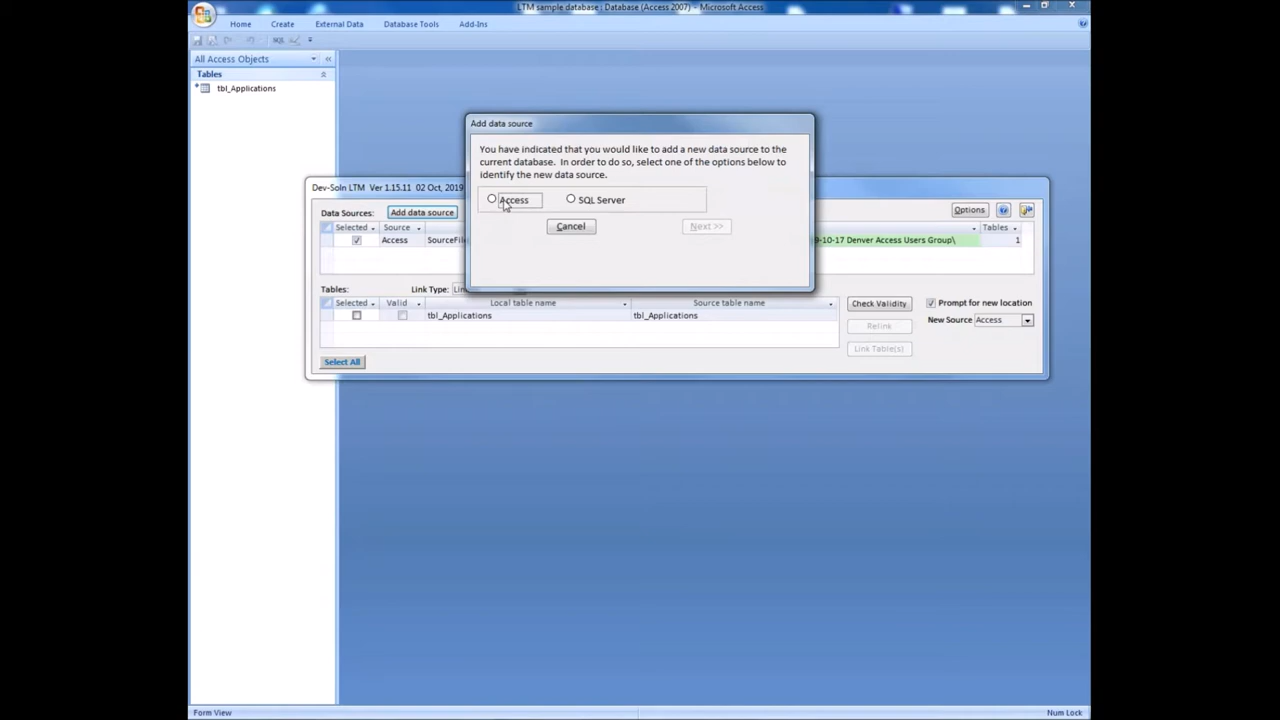 LTM sample database : Database (Access 2007) - Microsoft Access
Home Create External Data Database Tools Add-Ins
SQL
All Access Objects
Tables
tbl_Applications
Add data source
You have indicated that you would like to add a new data source to the
current database. In order to do so, select one of the options below to
identify the new data source.
Access SQL Server
Cancel Next >>
Dev-Soln LTM Ver 1.15.11 02 Oct, 2019
Data Sources: Add data source Options
Selected Source Tables
Access SourceFil 9-10-17 Denver Access Users Group\ 1
Tables: Link Type:
Selected Valid Local table name Source table name
tbl_Applications tbl_Applications
Check Validity
Relink
Link Table(s)
Prompt for new location
New Source Access
Select All
Form View Num Lock